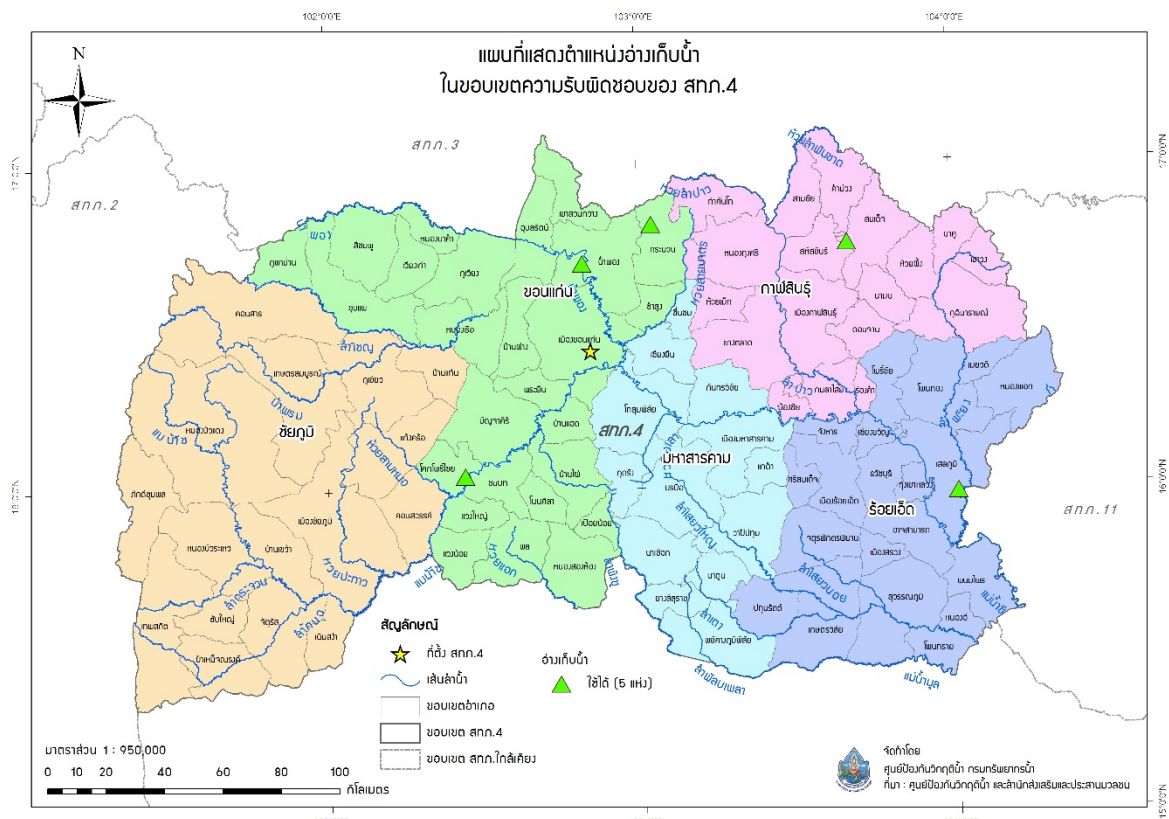 102°0'0"E
103°0'0"E
104°0'0"E
แผนที่แสดงตำแหน่งอ่างเก็บน้ำ
ในขอบเขตความรับผิดชอบของ สทภ.4
N
สทภ.3
สทภ.2
17°0'0"N
17°0'0"N
ห้วยลำพันชาด
คำม่วง
สามชัย
สมเด็จ
ห้วยลำปาว
ท่าคันโท
เขาสวนกวาง
อุบลรัตน์
กระนวน
น้ำพอง
นาคู
เขาวง
สหัสขันธ์
ห้วยผึ้ง
หนองกุงศรี
พอง
สีชมพู
หนองนาคำ
ภูผาม่าน
เวียงเก่า
ภูเวียง
ขอนแก่น
กาฬสินธุ์
ห้วยเม็ก
นามน
กุฉินารายณ์
ชุมแพ
ซำสูง
ชื่นชม
คอนสาร
หนองเรือ
บ้านฝาง
เมืองขอนแก่น
เมืองกาฬสินธุ์
ดอนจาน
ยางตลาด
ลำเชิญ
เชียงยืน
โพธิ์ชัย
เมยวดี
โพนทอง
หนองพอก
เกษตรสมบูรณ์
ภูเขียว
บ้านแท่น
พระยืน
กันทรวิชัย
ลำปาว
กมลาไสย
ร่องคำ
ฆ้องชัย
น้ำพรม
มัญจาคีรี
บ้านแฮด
โกสุมพิสัย
สทภ.4
หนองบัวแดง
ชัยภูมิ
แก้งคร้อ
ห้วยสามหมอ
เมืองมหาสารคาม
จังหาร
เชียงขวัญ
มหาสารคาม
โคกโพธิ์ไชย
ชนบท
บ้านไผ่
กุดรัง
แกดำ
ศรีสมเด็จ
ธวัชบุรี
ทุ่งเขาหลวง
เสลภูมิ
16°0'0"N
16°0'0"N
ภักดีชุมพล
บรบือ
แวงใหญ่
โนนศิลา
เปือยน้อย
เมืองร้อยเอ็ด
ร้อยเอ็ด
สทภ.11
คอนสวรรค์
เมืองชัยภูมิ
ลำเสียวใหญ่
วาปีปทุม
อาจสามารถ
จตุรพักตรพิมาน
เมืองสรวง
หนองบัวระเหว
บ้านเขว้า
แวงน้อย
ห้วยแอก
พล
หนองสองห้อง
นาเชือก
นาดูน
ห้วยปะทาว
แม่น้ำชี
ลำพังชู
ลำเสียวน้อย
พนมไพร
แม่น้ำชี
ลำกระจวน
ยางสีสุราช
ปทุมรัตต์
สุวรรณภูมิ
หนองฮี
เทพสถิต
ซับใหญ่
จัตุรัส
ลำคันฉู
เนินสง่า
ลำเตา
พยัคฆภูมิพิสัย
เกษตรวิสัย
โพนทราย
บำเหน็จณรงค์
ลำพลับเพลา
แม่น้ำมูล
สัญลักษณ์
ที่ตั้ง สทภ.4
อ่างเก็บน้ำ
เส้นลำน้ำ
ใช้ได้ (5 แห่ง)
ขอบเขตอำเภอ
ขอบเขต สทภ.4
ขอบเขต สทภ.ใกล้เคียง
มาตราส่วน 1 : 950,000
0 10 20 40 60 80 100
กิโลเมตร
จัดทำโดย
ศูนย์ป้องกันวิกฤติน้ำ กรมทรัพยากรน้ำ
ที่มา : ศูนย์ป้องกันวิกฤติน้ำ และสำนักส่งเสริมและประสานมวลชน
15°0'0"N